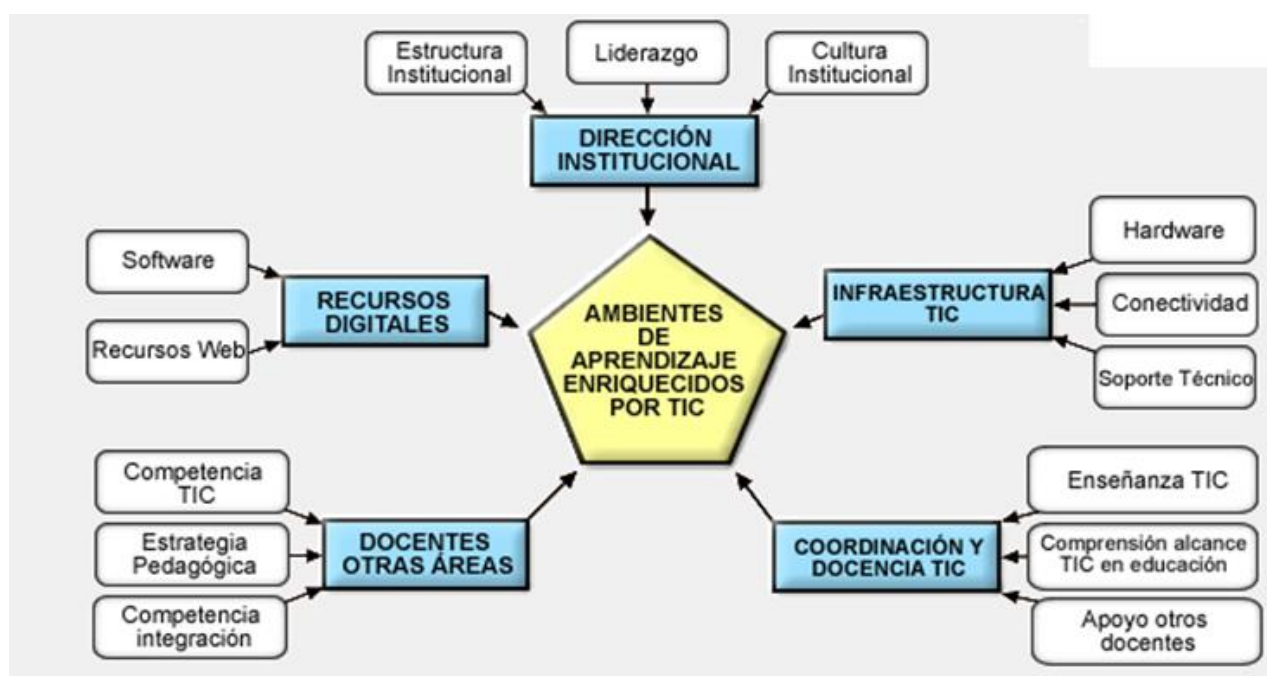 Estructura
Institucional
Liderazgo
Cultura
Institucional
DIRECCIÓN
INSTITUCIONAL
Software
Recursos Web
RECURSOS
DIGITALES
AMBIENTES
DE
APRENDIZAJE
ENRIQUECIDOS
POR TIC
INFRAESTRUCTURA
TIC
Hardware
Conectividad
Soporte Técnico
Competencia
TIC
Estrategia
Pedagógica
Competencia
integración
DOCENTES
OTRAS ÁREAS
COORDINACIÓN Y
DOCENCIA TIC
Enseñanza TIC
Comprensión alcance
TIC en educación
Apoyo otros
docentes